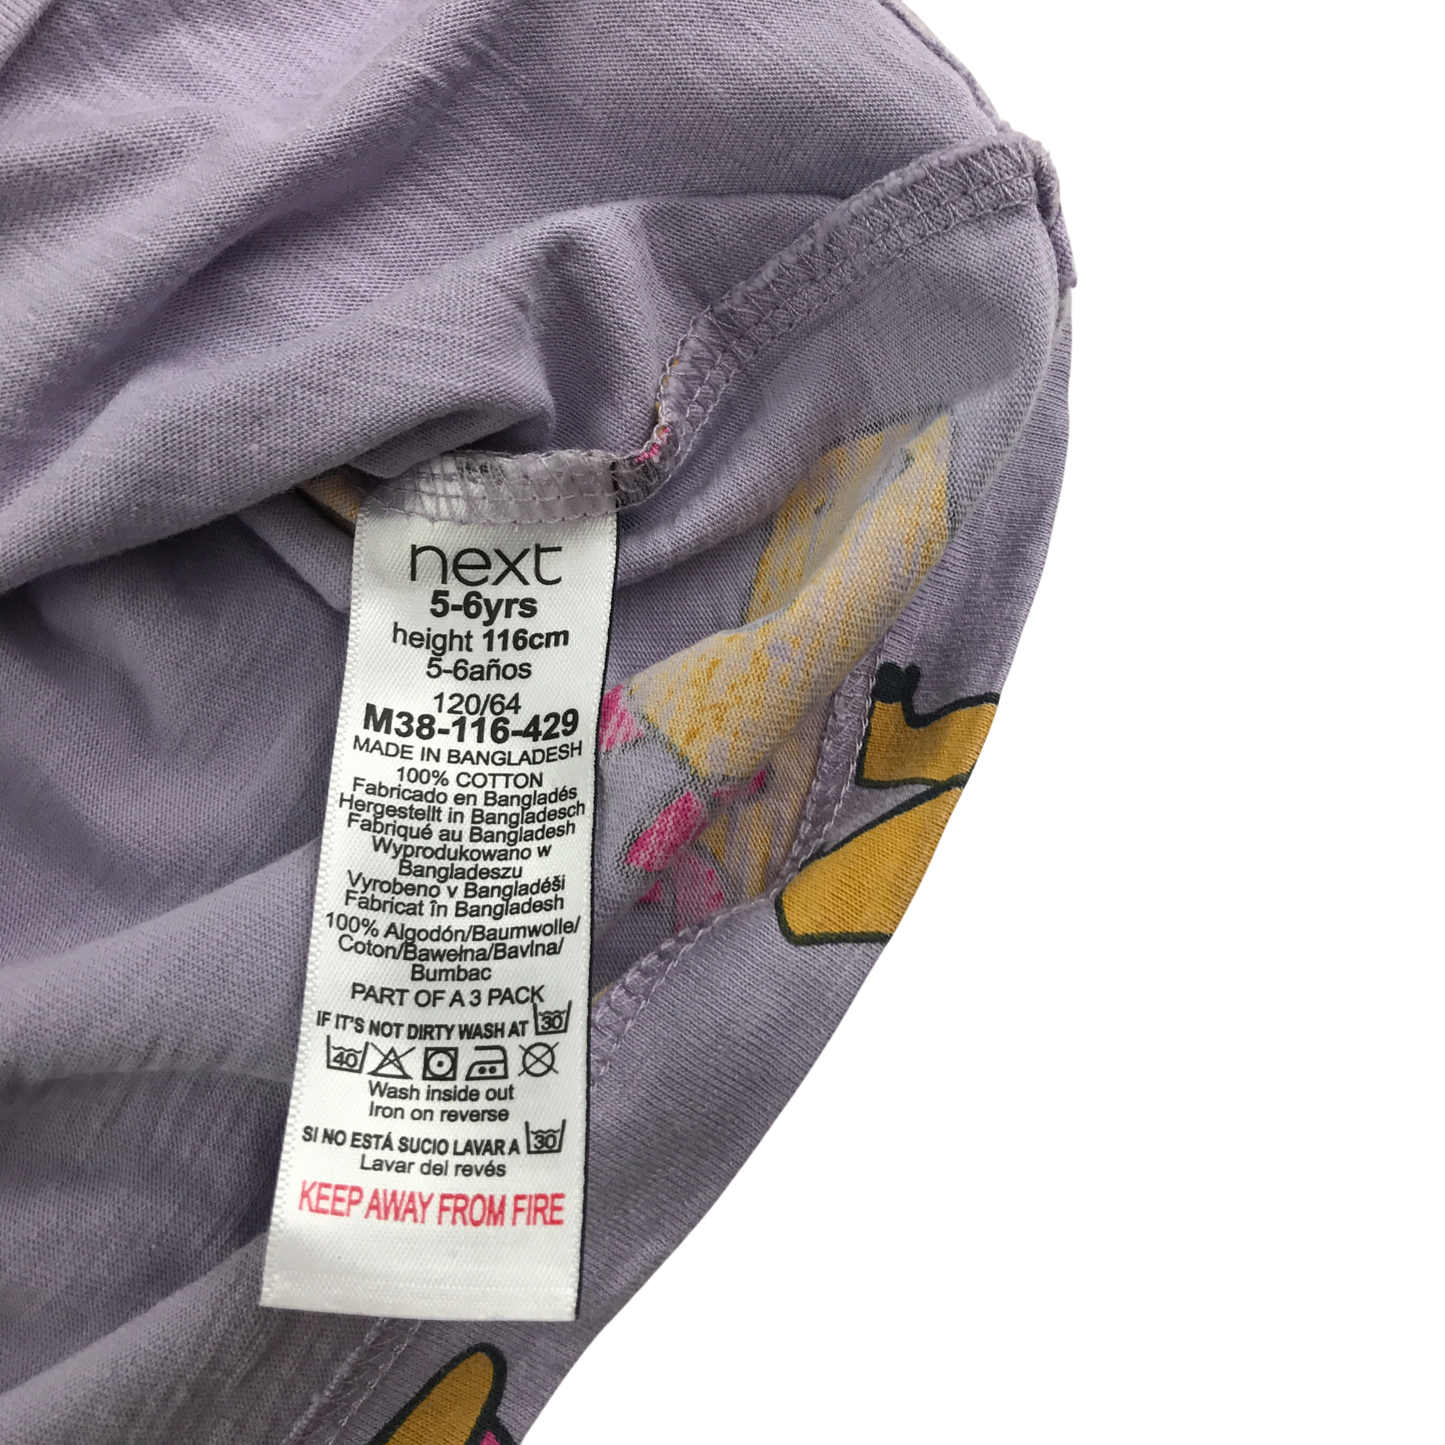 next
5-6yrs
height 116cm
5-6años
120/64
M38-116-429
MADE IN BANGLADESH
100% COTTON
Fabricado en Bangladés
Hergestellt in Bangladesch
Fabriqué au Bangladesh
Wyprodukowano w
Bangladeszu
Vyrobeno v Bangladéši
Fabricat în Bangladesh
100% Algodón/Baumwolle/
Coton/Bawełna/Bavlna/
Bumbac
PART OF A 3 PACK
IF IT'S NOT DIRTY WASH AT 30
40
Wash inside out
Iron on reverse
SI NO ESTÁ SUCIO LAVAR A 30
Lavar del revés
KEEP AWAY FROM FIRE